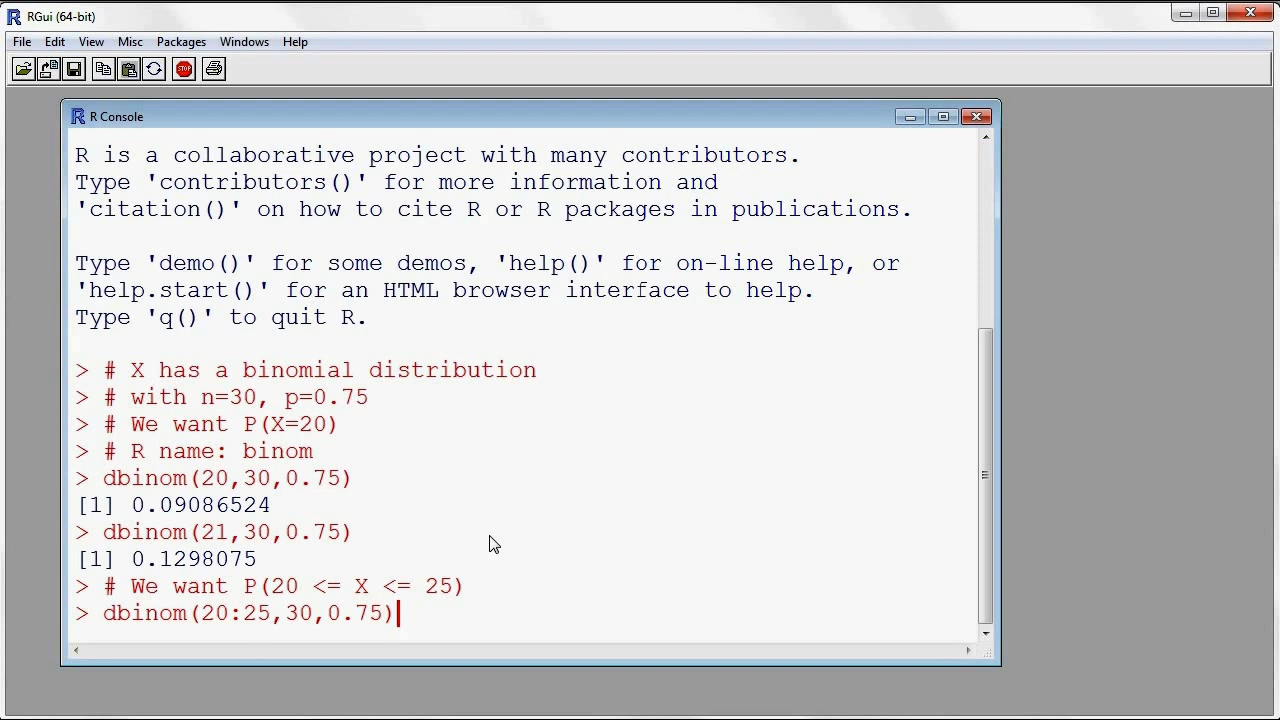 RGui (64-bit)
File Edit View Misc Packages Windows Help
STOP
R Console
R is a collaborative project with many contributors.
Type 'contributors()' for more information and
'citation()' on how to cite R or R packages in publications.
Type 'demo()' for some demos, 'help()' for on-line help, or
'help.start()' for an HTML browser interface to help.
Type 'q()' to quit R.
> # X has a binomial distribution
> # with n=30, p=0.75
> # We want P(X=20)
> # R name: binom
> dbinom(20,30,0.75)
[1] 0.09086524
> dbinom(21,30,0.75)
[1] 0.1298075
> # We want P(20 <= X <= 25)
> dbinom(20:25,30,0.75)